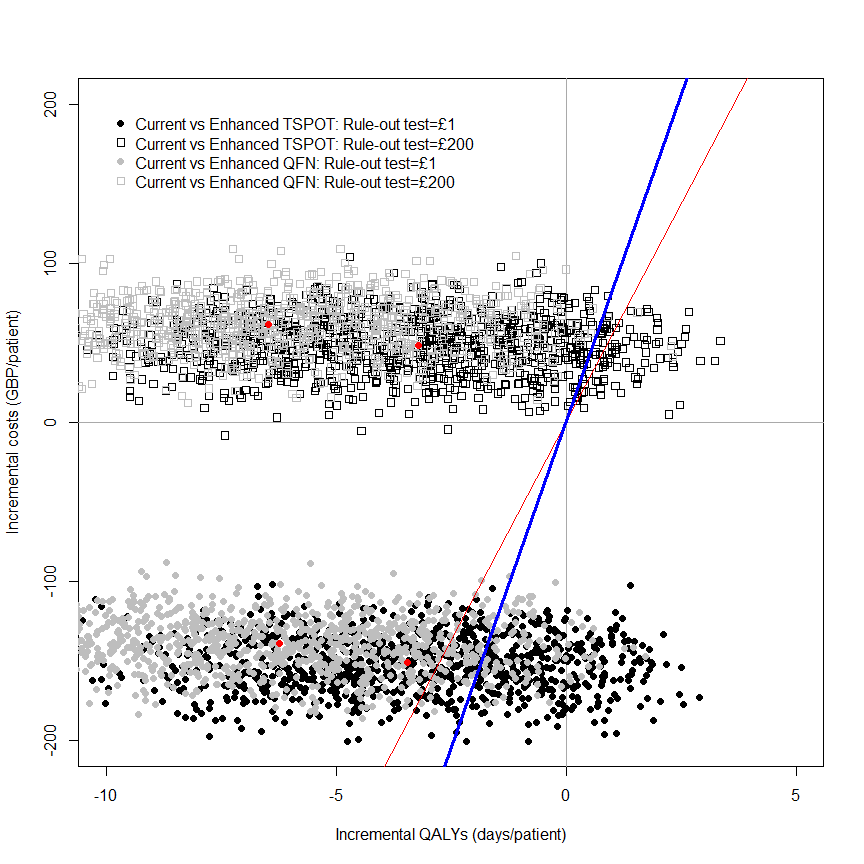 Current vs Enhanced TSPOT: Rule-out test=£1
Current vs Enhanced TSPOT: Rule-out test=£200
Current vs Enhanced QFN: Rule-out test=£1
Current vs Enhanced QFN: Rule-out test=£200
Incremental costs (GBP/patient)
200
100
0
-100
-200
-10
-5
0
5
Incremental QALYs (days/patient)